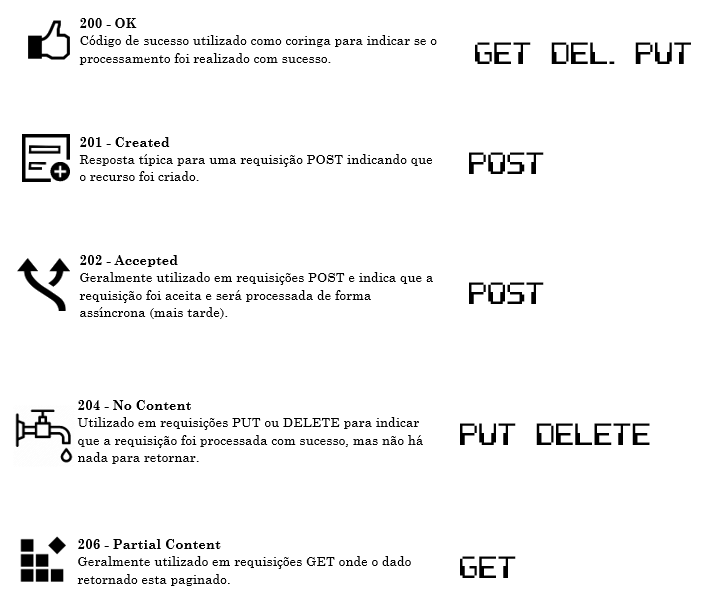 200 - OK
Código de sucesso utilizado como coringa para indicar se o
processamento foi realizado com sucesso.
GET DEL. PUT
201 - Created
Resposta típica para uma requisição POST indicando que
o recurso foi criado.
POST
202 - Accepted
Geralmente utilizado em requisições POST e indica que a
requisição foi aceita e será processada de forma
assíncrona (mais tarde).
POST
204 - No Content
Utilizado em requisições PUT ou DELETE para indicar
que a requisição foi processada com sucesso, mas não há
nada para retornar.
PUT DELETE
206 - Partial Content
Geralmente utilizado em requisições GET onde o dado
retornado esta paginado.
GET